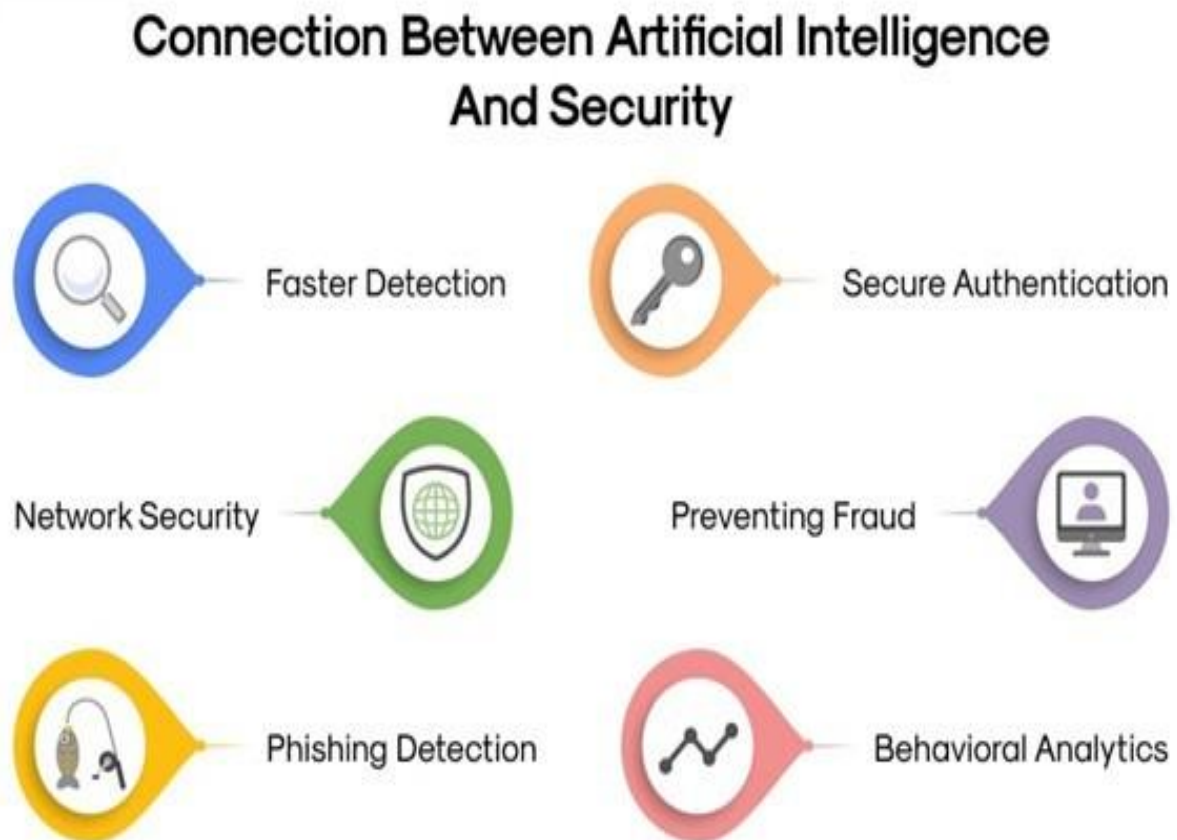 Connection Between Artificial Intelligence
And Security
Faster Detection
Secure Authentication
Network Security
Preventing Fraud
Phishing Detection
Behavioral Analytics